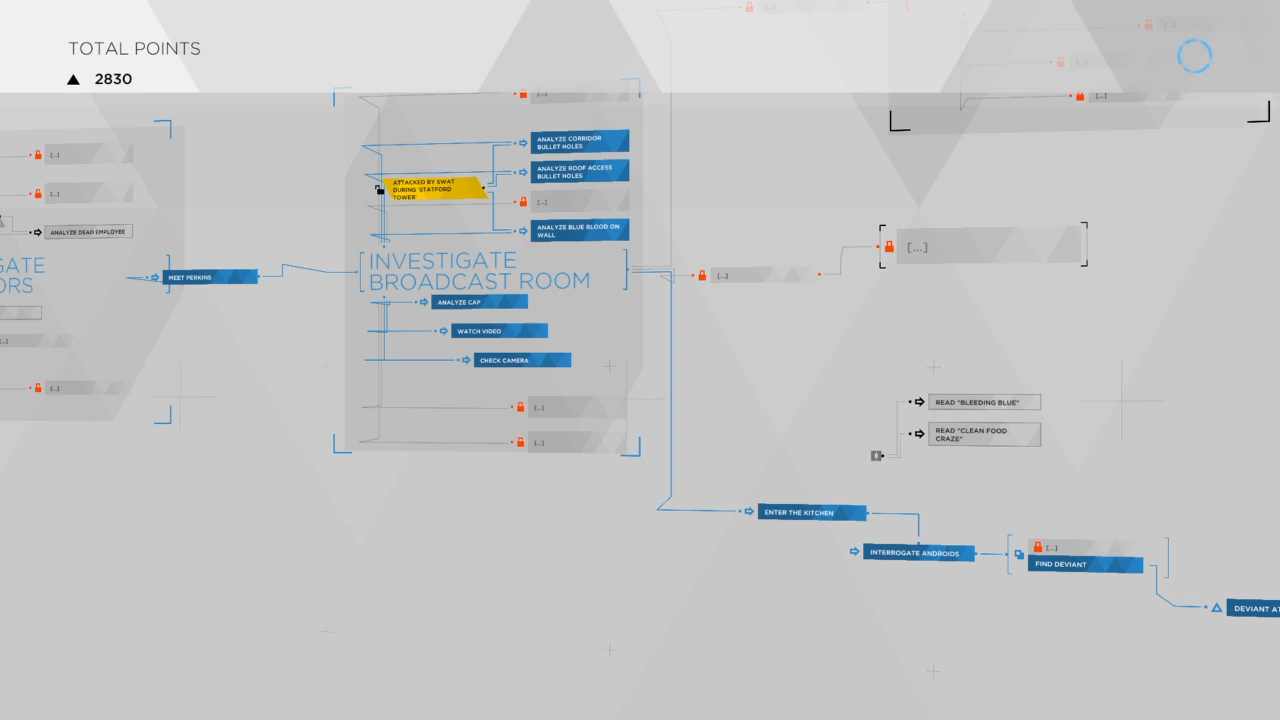 TOTAL POINTS
2830
[...]
[...]
[...]
[...]
[...]
[...]
ANALYZE CORRIDOR
BULLET HOLES
[...]
ANALYZE ROOF ACCESS
BULLET HOLES
ATTACKED BY SWAT
DURING 'STATFORD
TOWER'
[...]
[...]
ANALYZE DEAD EMPLOYEE
ANALYZE BLUE BLOOD ON
WALL
[...]
GATE
ORS
MEET PERKINS
INVESTIGATE
BROADCAST ROOM
[...]
ANALYZE CAP
WATCH VIDEO
[...]
CHECK CAMERA
[...]
[...]
[...]
READ "BLEEDING BLUE"
READ "CLEAN FOOD
CRAZE"
ENTER THE KITCHEN
INTERROGATE ANDROIDS
[...]
FIND DEVIANT
DEVIANT AT